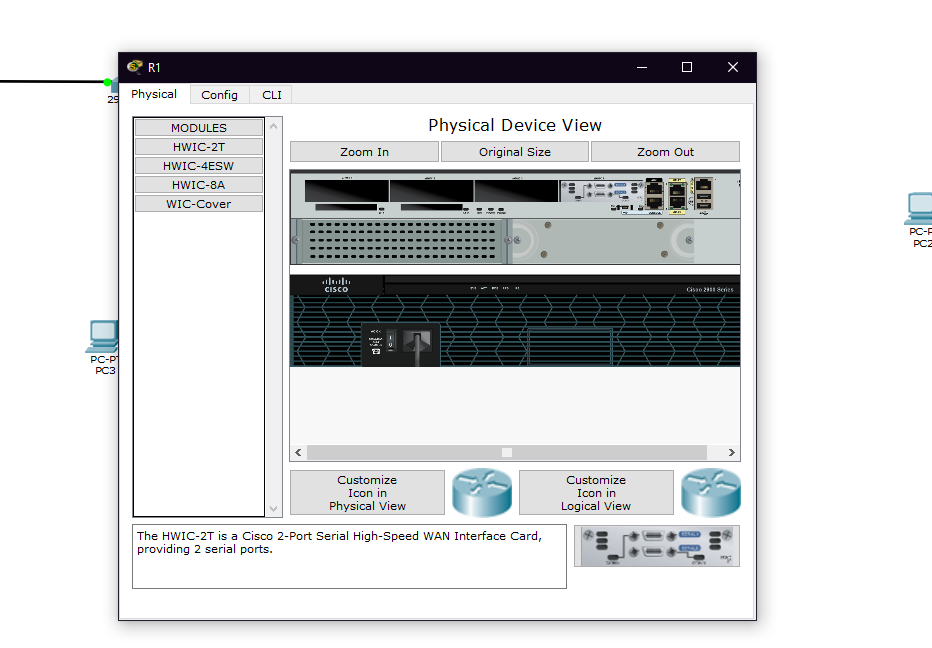 R1
Physical
Config
CLI
29
MODULES
HWIC-2T
HWIC-4ESW
HWIC-8A
WIC-Cover
Physical Device View
Zoom In
Original Size
Zoom Out
CISCO
Cisco 2900 Series
PC-P
PC2
PC-PT
PC3
Customize
Icon in
Physical View
Customize
Icon in
Logical View
The HWIC-2T is a Cisco 2-Port Serial High-Speed WAN Interface Card,
providing 2 serial ports.